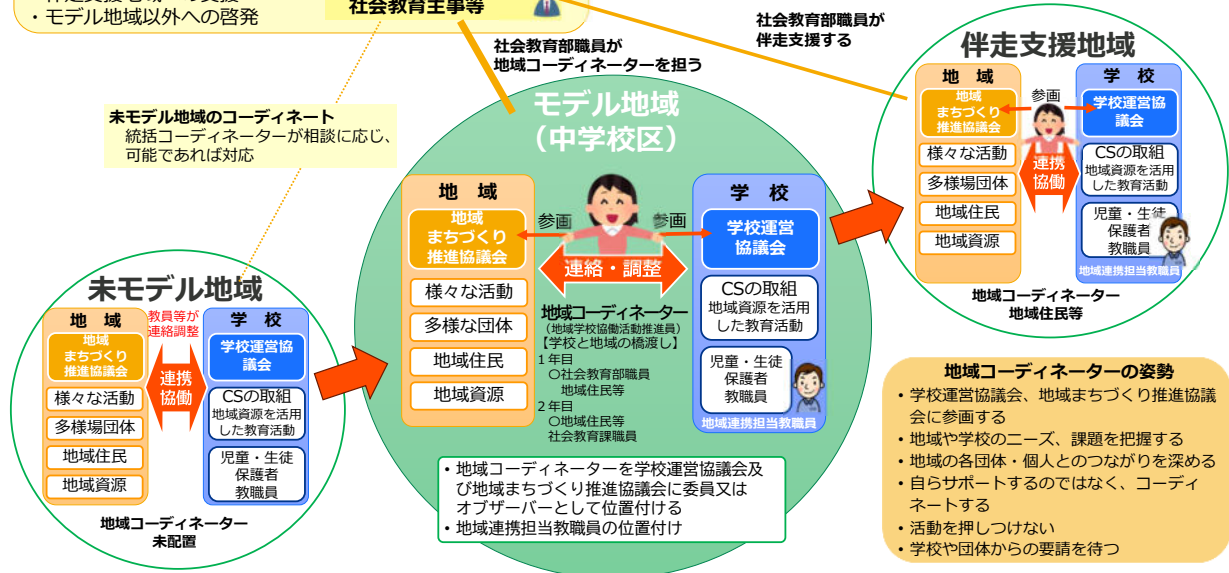 ・モデル地域以外への啓発
社会教育主事等
社会教育部職員が
地域コーディネーターを担う
社会教育部職員が
伴走支援する
未モデル地域のコーディネート
統括コーディネーターが相談に応じ、
可能であれば対応
未モデル地域
地　域
教員等が
連絡調整
学　校
地域
まちづくり
推進協議会
連携
協働
学校運営協
議会
様々な活動
多様場団体
地域住民
地域資源
CSの取組
地域資源を活用
した教育活動
児童・生徒
保護者
教職員
地域コーディネーター
未配置
モデル地域
（中学校区）
地　域
地域
まちづくり
推進協議会
様々な活動
多様な団体
地域住民
地域資源
参画
参画
連絡・調整
地域コーディネーター
（地域学校協働活動推進員）
【学校と地域の橋渡し】
１年目
〇社会教育部職員
地域住民等
２年目
〇地域住民等
社会教育課職員
学　校
学校運営
協議会
CSの取組
地域資源を活用
した教育活動
児童・生徒
保護者
教職員
地域連携担当教職員
・地域コーディネーターを学校運営協議会及
び地域まちづくり推進協議会に委員又は
オブザーバーとして位置付ける
・地域連携担当教職員の位置付け
伴走支援地域
地　域
地域
まちづくり
推進協議会
様々な活動
多様場団体
地域住民
地域資源
参画
連携
協働
学　校
学校運営協
議会
CSの取組
地域資源を活用
した教育活動
児童・生徒
保護者
教職員
地域連携担当教職員
地域コーディネーター
地域住民等
地域コーディネーターの姿勢
・学校運営協議会、地域まちづくり推進協議
会に参画する
・地域や学校のニーズ、課題を把握する
・地域の各団体・個人とのつながりを深める
・自らサポートするのではなく、コーディ
ネートする
・活動を押しつけない
・学校や団体からの要請を待つ